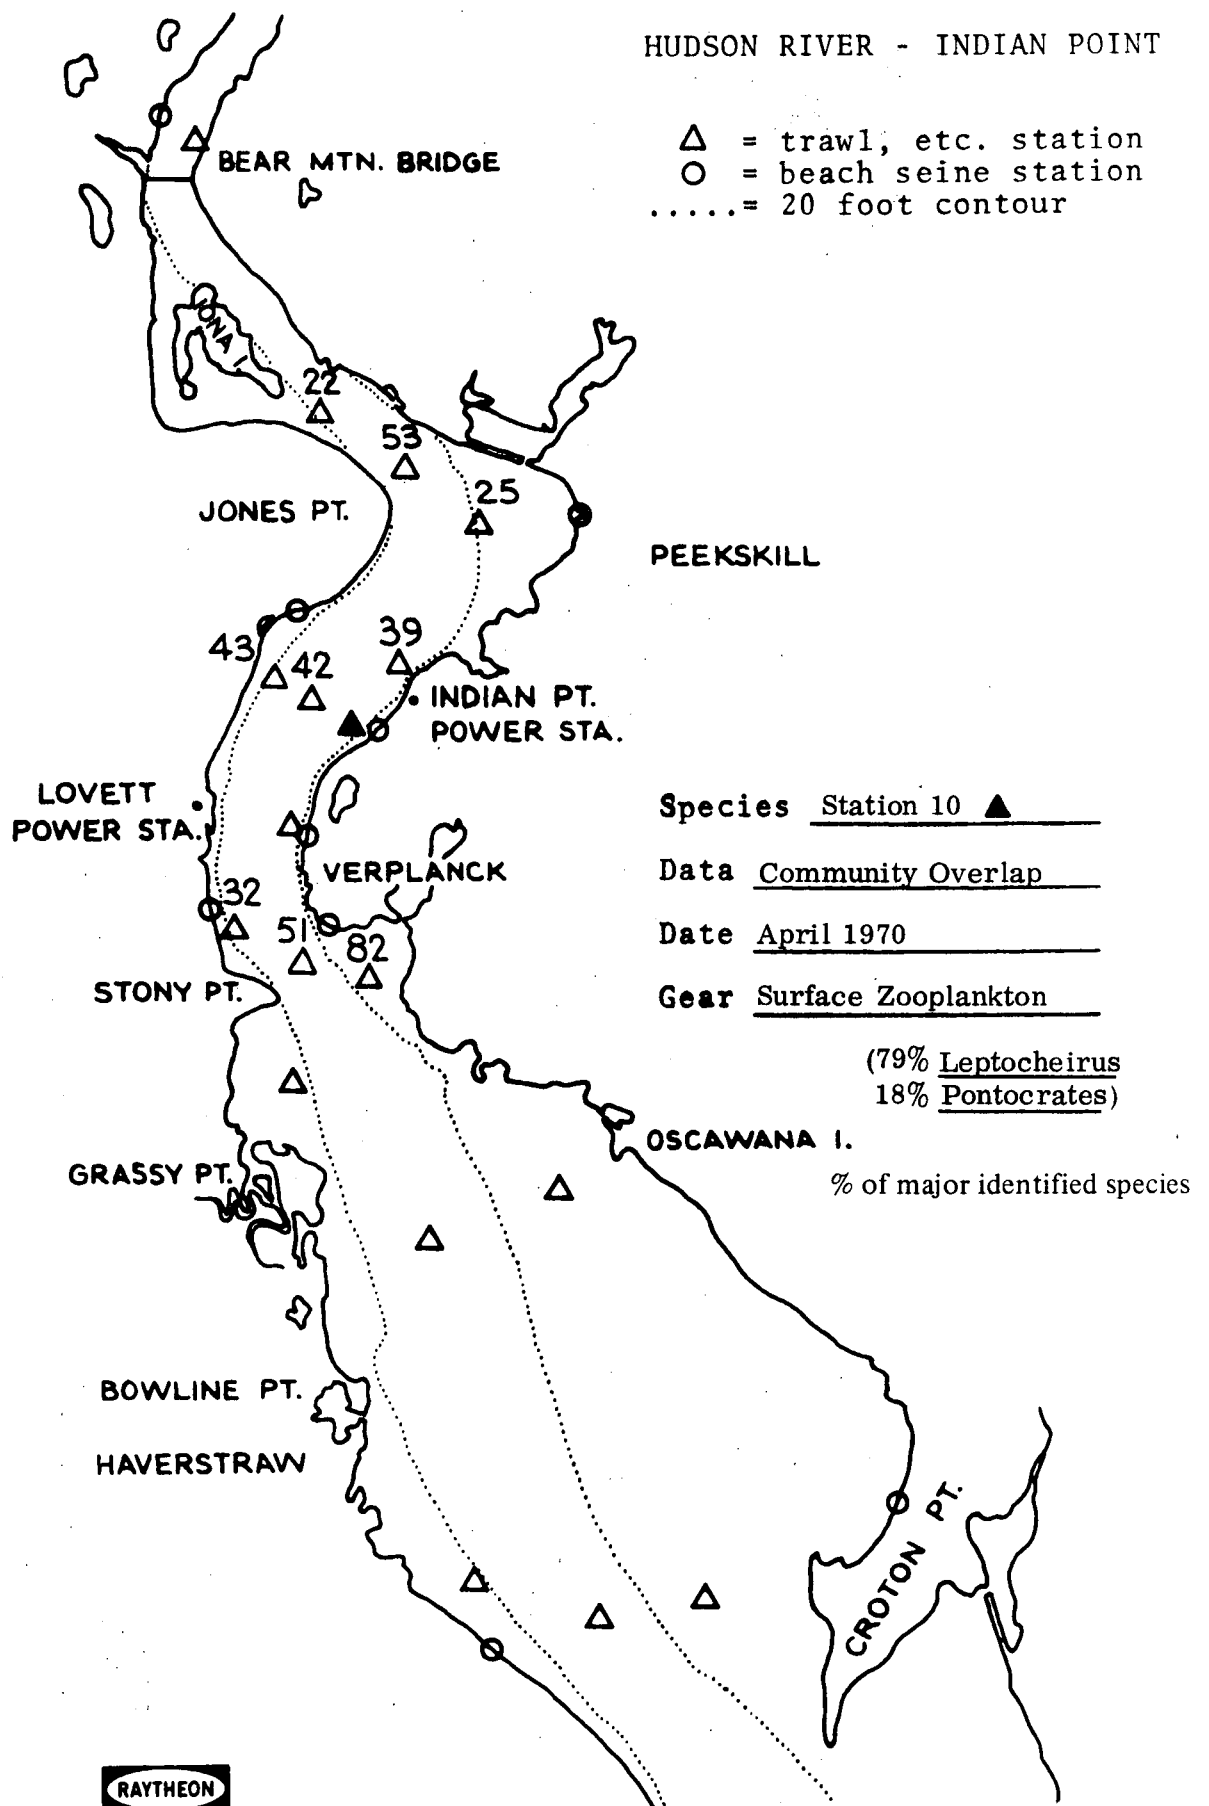 HUDSON RIVER - INDIAN POINT
△ = trawl, etc. station
○ = beach seine station
.....= 20 foot contour
BEAR MTN. BRIDGE
IONA I.
22
53
25
JONES PT.
PEEKSKILL
43
42
39
INDIAN PT.
POWER STA.
LOVETT
POWER STA.
Species Station 10 ▲
VERPLANCK
Data Community Overlap
32
51
82
Date April 1970
STONY PT.
Gear Surface Zooplankton
(79% Leptocheirus
18% Pontocrates)
OSCAWANA I.
GRASSY PT.
% of major identified species
BOWLINE PT.
HAVERSTRAW
CROTON PT.
RAYTHEON